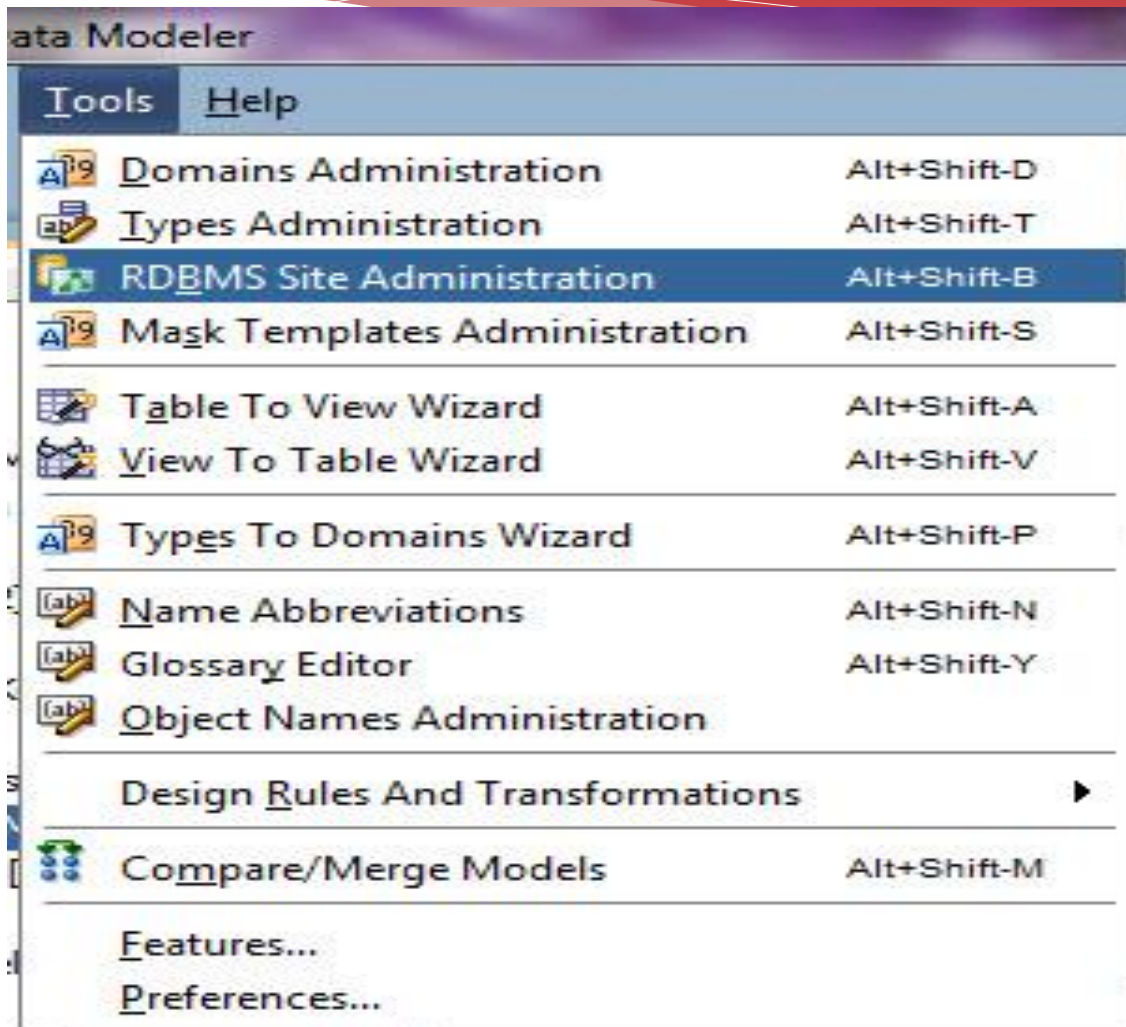 ata Modeler
Tools Help
Domains Administration Alt+Shift-D
Types Administration Alt+Shift-T
RDBMS Site Administration Alt+Shift-B
Mask Templates Administration Alt+Shift-S
Table To View Wizard Alt+Shift-A
View To Table Wizard Alt+Shift-V
Types To Domains Wizard Alt+Shift-P
Name Abbreviations Alt+Shift-N
Glossary Editor Alt+Shift-Y
Object Names Administration
Design Rules And Transformations
Compare/Merge Models Alt+Shift-M
Features...
Preferences...